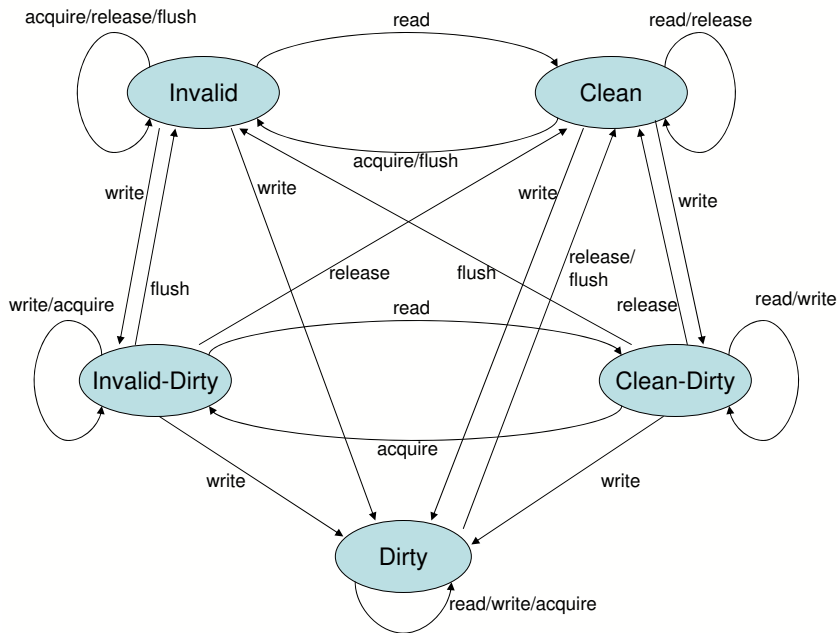 acquire/release/flush
read
read/release
Invalid
Clean
acquire/flush
write
write
write
write
release/
flush
release
flush
flush
release
write/acquire
read
read/write
Invalid-Dirty
Clean-Dirty
acquire
write
write
Dirty
read/write/acquire